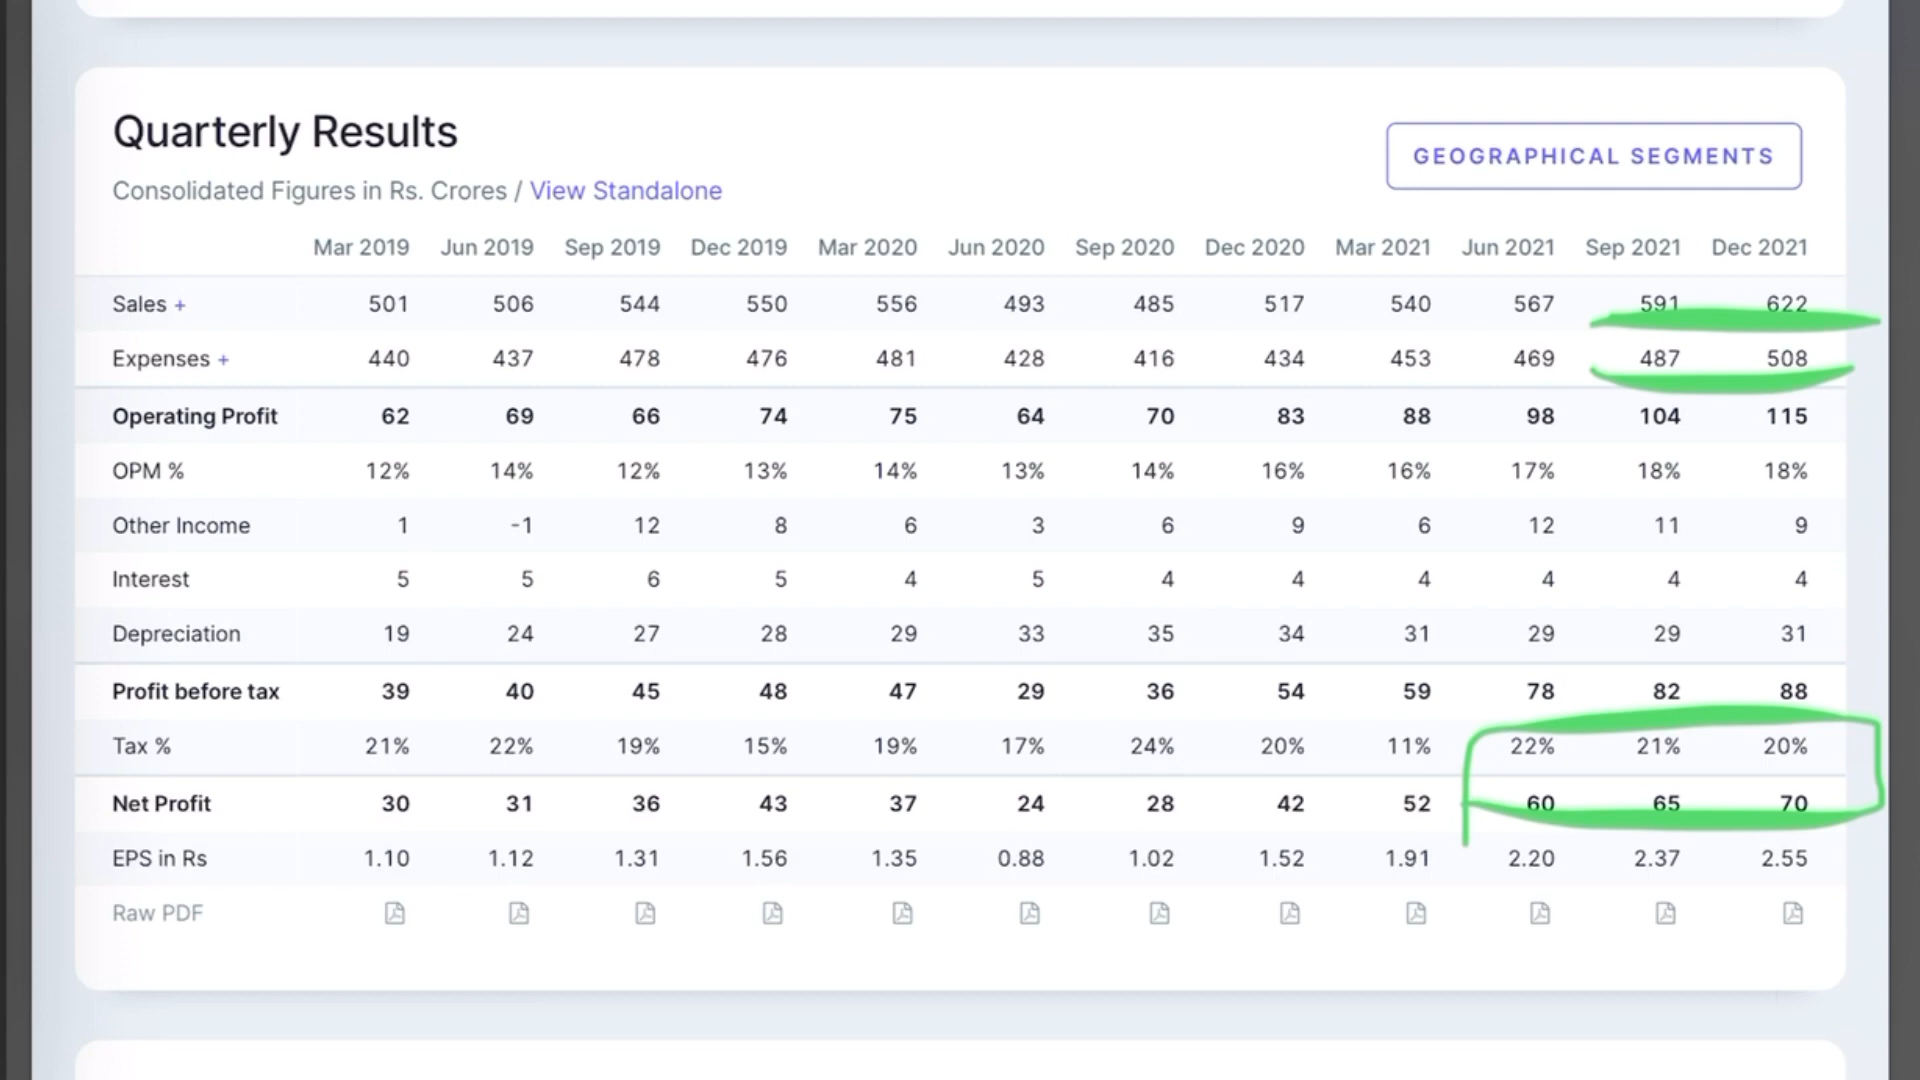 Quarterly Results
GEOGRAPHICAL SEGMENTS
Consolidated Figures in Rs. Crores / View Standalone
Mar 2019 Jun 2019 Sep 2019 Dec 2019 Mar 2020 Jun 2020 Sep 2020 Dec 2020 Mar 2021 Jun 2021 Sep 2021 Dec 2021
Sales + 501 506 544 550 556 493 485 517 540 567 591 622
Expenses + 440 437 478 476 481 428 416 434 453 469 487 508
Operating Profit 62 69 66 74 75 64 70 83 88 98 104 115
OPM % 12% 14% 12% 13% 14% 13% 14% 16% 16% 17% 18% 18%
Other Income 1 -1 12 8 6 3 6 9 6 12 11 9
Interest 5 5 6 5 4 5 4 4 4 4 4 4
Depreciation 19 24 27 28 29 33 35 34 31 29 29 31
Profit before tax 39 40 45 48 47 29 36 54 59 78 82 88
Tax % 21% 22% 19% 15% 19% 17% 24% 20% 11% 22% 21% 20%
Net Profit 30 31 36 43 37 24 28 42 52 60 65 70
EPS in Rs 1.10 1.12 1.31 1.56 1.35 0.88 1.02 1.52 1.91 2.20 2.37 2.55
Raw PDF